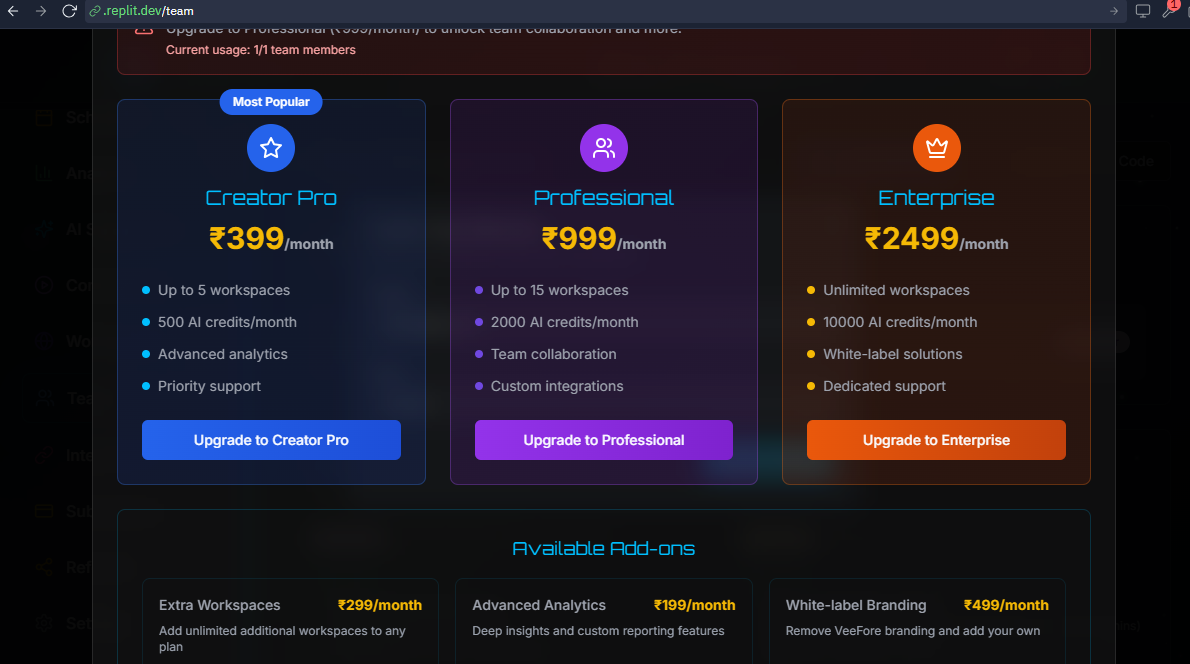 .replit.dev/team
1
Upgrade to Professional (₹999/month) to unlock team collaboration and more.
Current usage: 1/1 team members
Most Popular
Creator Pro
₹399/month
Up to 5 workspaces
500 AI credits/month
Advanced analytics
Priority support
Upgrade to Creator Pro
Professional
₹999/month
Up to 15 workspaces
2000 AI credits/month
Team collaboration
Custom integrations
Upgrade to Professional
Enterprise
₹2499/month
Unlimited workspaces
10000 AI credits/month
White-label solutions
Dedicated support
Upgrade to Enterprise
Code
Available Add-ons
Extra Workspaces ₹299/month
Add unlimited additional workspaces to any
plan
Advanced Analytics ₹199/month
Deep insights and custom reporting features
White-label Branding ₹499/month
Remove VeeFore branding and add your own